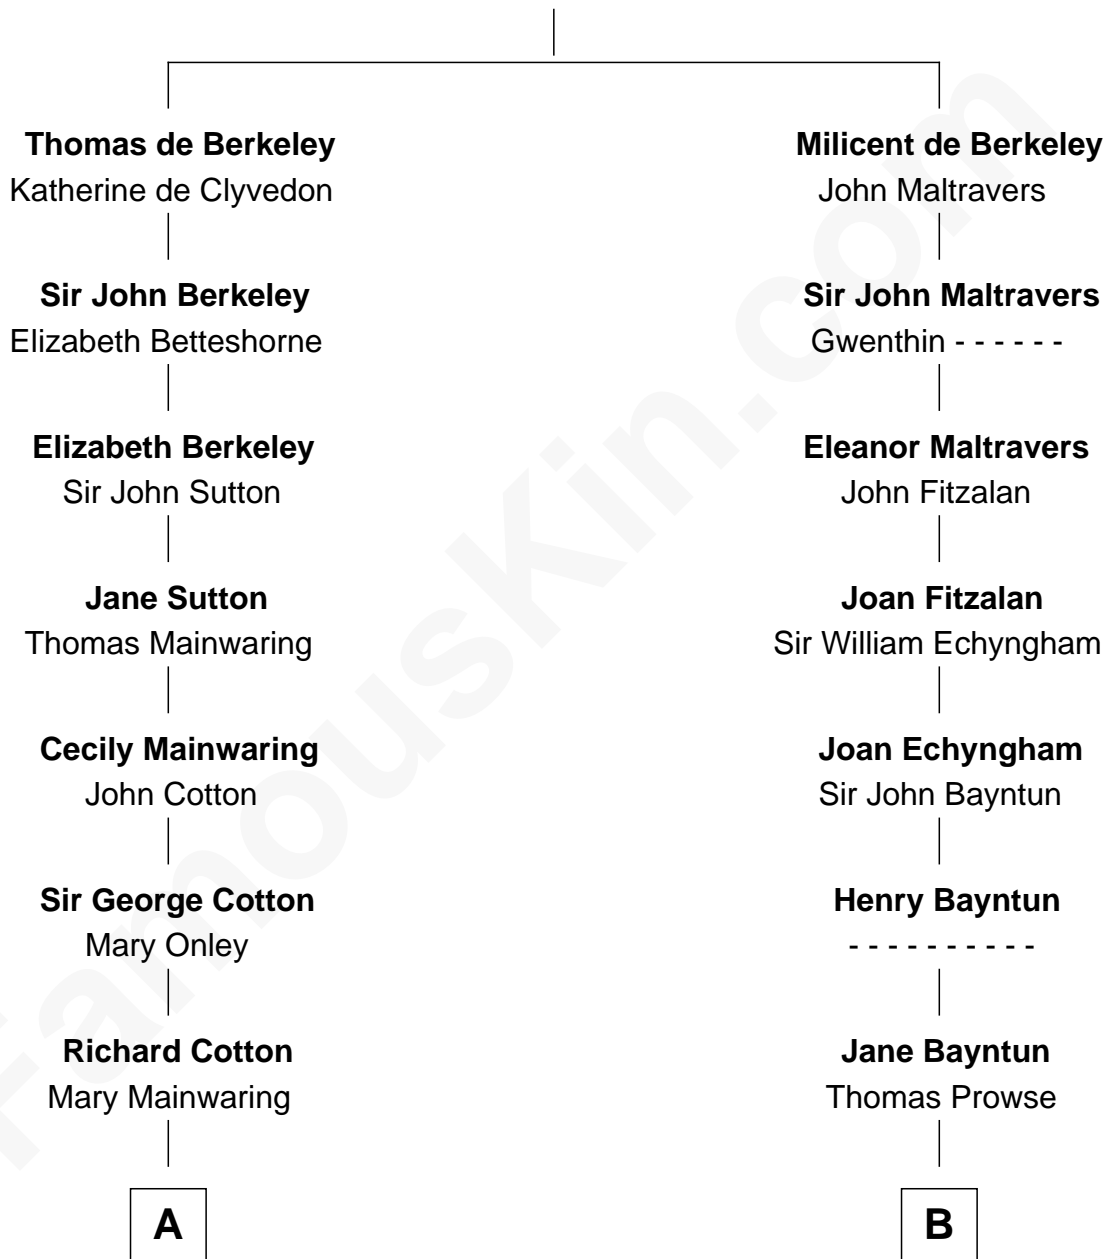 Thomas de Berkeley
Katherine de Clyvedon
Sir John Berkeley
Elizabeth Betteshorne
Elizabeth Berkeley
Sir John Sutton
Jane Sutton
Thomas Mainwaring
Cecily Mainwaring
John Cotton
Sir George Cotton
Mary Onley
Richard Cotton
Mary Mainwaring
A
Milicent de Berkeley
John Maltravers
Sir John Maltravers
Gwenthin - - - - - -
Eleanor Maltravers
John Fitzalan
Joan Fitzalan
Sir William Echyngham
Joan Echyngham
Sir John Bayntun
Henry Bayntun
- - - - - - - - - -
Jane Bayntun
Thomas Prowse
B
FamousKin.com